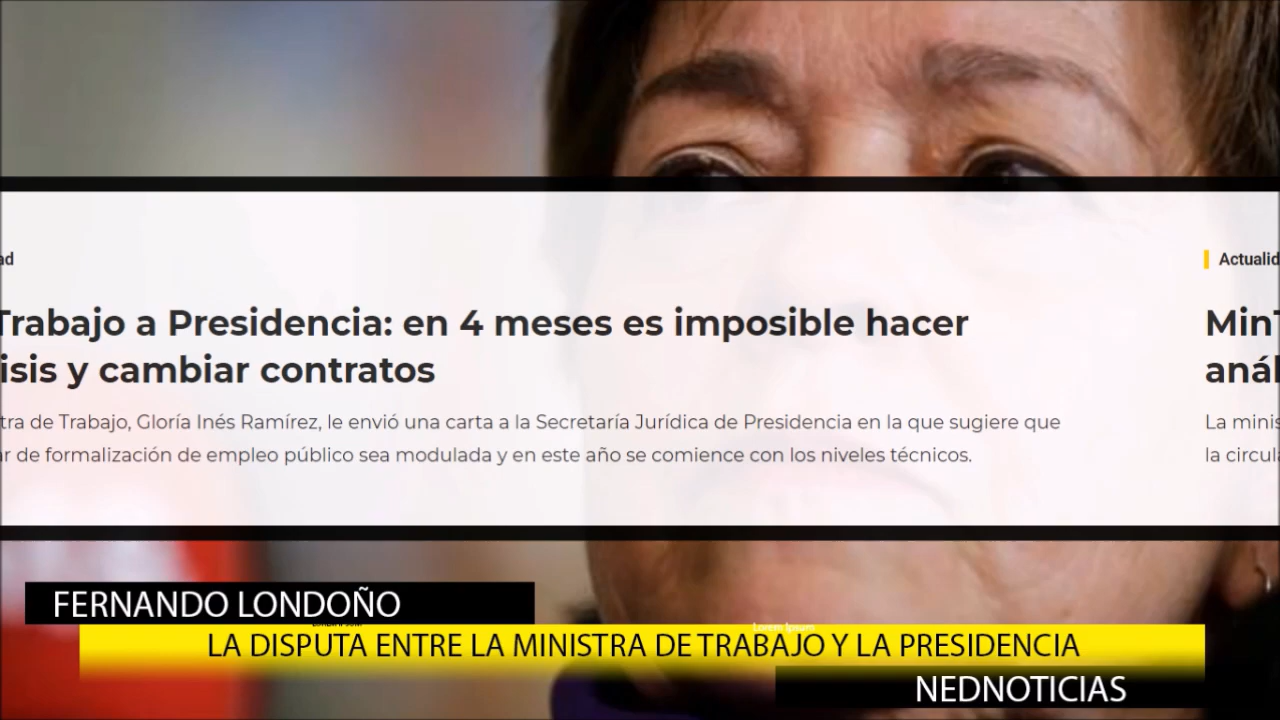 ad
Actualid
Trabajo a Presidencia: en 4 meses es imposible hacer
isis y cambiar contratos
MinT
anál
tra de Trabajo, Gloría Inés Ramírez, le envió una carta a la Secretaría Jurídica de Presidencia en la que sugiere que
ar de formalización de empleo público sea modulada y en este año se comience con los niveles técnicos.
La minis
la circula
FERNANDO LONDOÑO
Lorem Ipsum
LA DISPUTA ENTRE LA MINISTRA DE TRABAJO Y LA PRESIDENCIA
NEDNOTICIAS